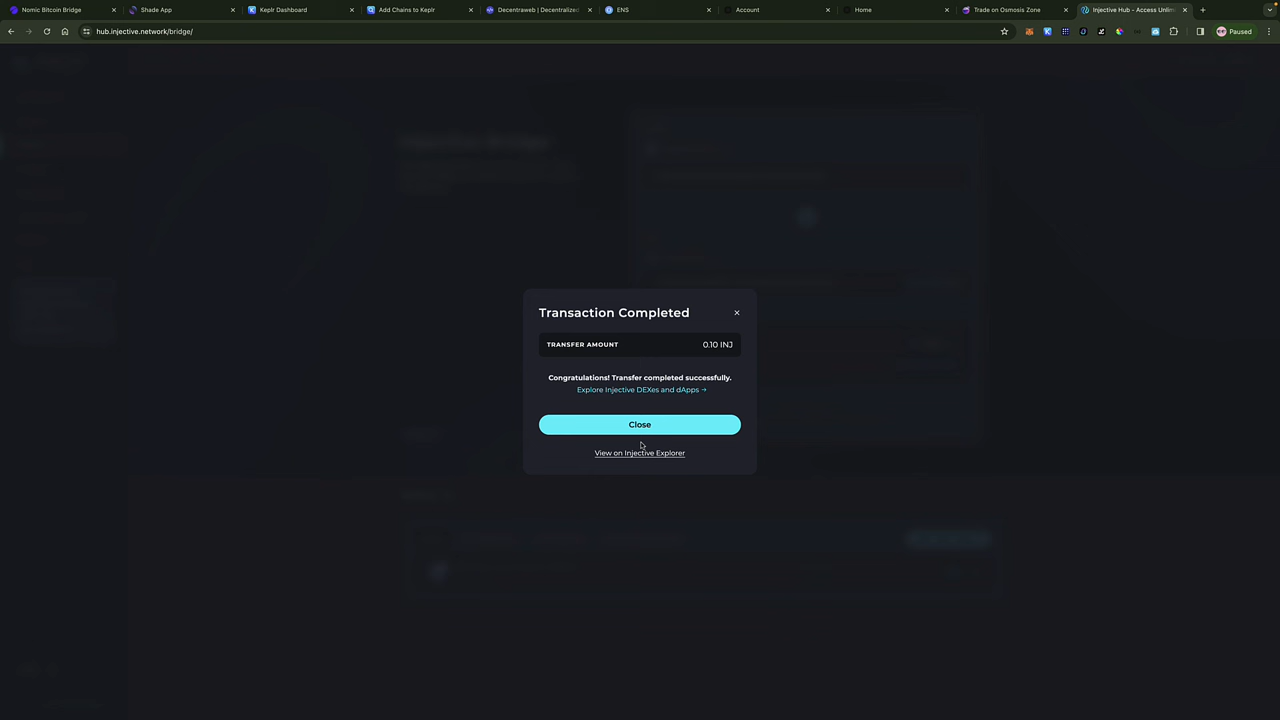 Nomic Bitcoin Bridge
Shade App
Keplr Dashboard
Add Chains to Keplr
Decentraweb | Decentralized
ENS
Account
Home
Trade on Osmosis Zone
Injective Hub - Access Unlim
hub.injective.network/bridge/
Paused
Transaction Completed
TRANSFER AMOUNT 0.10 INJ
Congratulations! Transfer completed successfully.
Explore Injective DEXes and dApps →
Close
View on Injective Explorer